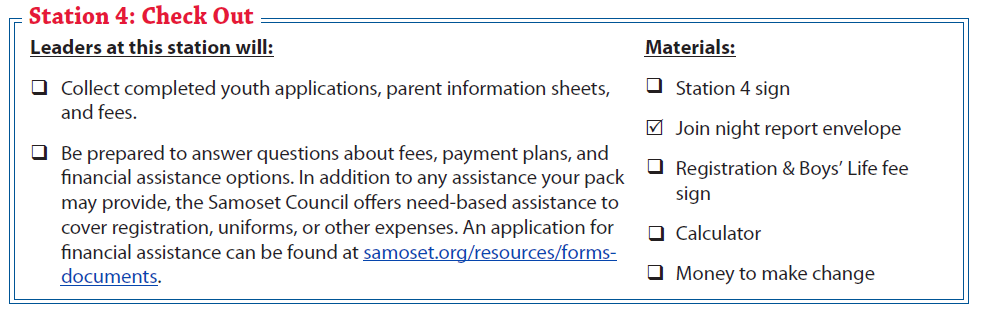 Station 4: Check Out
Leaders at this station will:
❑ Collect completed youth applications, parent information sheets,
and fees.
❑ Be prepared to answer questions about fees, payment plans, and
financial assistance options. In addition to any assistance your pack
may provide, the Samoset Council offers need-based assistance to
cover registration, uniforms, or other expenses. An application for
financial assistance can be found at samoset.org/resources/forms-
documents.
Materials:
❑ Station 4 sign
☑ Join night report envelope
❑ Registration & Boys’ Life fee
sign
❑ Calculator
❑ Money to make change